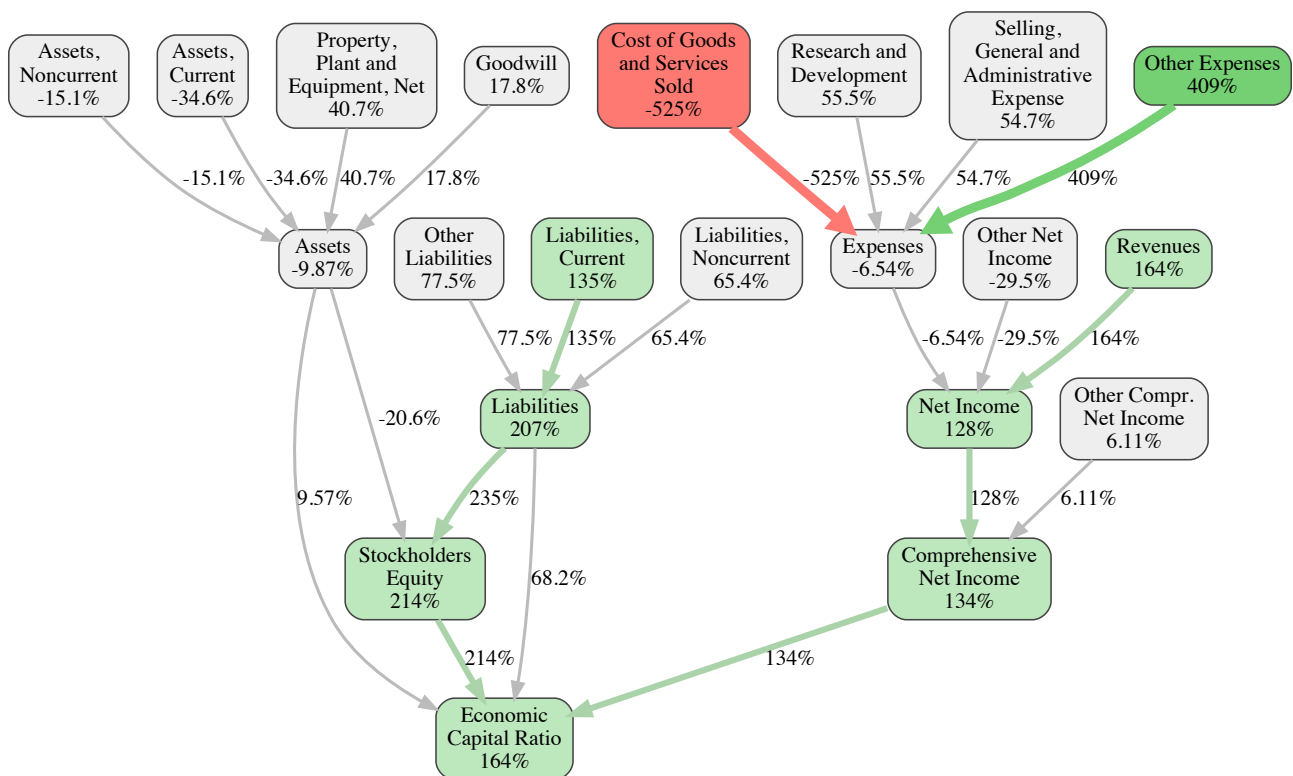 Assets,
Noncurrent
-15.1%
Assets,
Current
-34.6%
Property,
Plant and
Equipment, Net
40.7%
Goodwill
17.8%
Cost of Goods
and Services
Sold
-525%
Research and
Development
55.5%
Selling,
General and
Administrative
Expense
54.7%
Other Expenses
409%
-15.1%
-34.6%
40.7%
17.8%
-525%
55.5%
54.7%
409%
Assets
-9.87%
Other
Liabilities
77.5%
Liabilities,
Current
135%
Liabilities,
Noncurrent
65.4%
Expenses
-6.54%
Other Net
Income
-29.5%
Revenues
164%
77.5%
135%
65.4%
-6.54%
-29.5%
164%
-20.6%
Liabilities
207%
Net Income
128%
Other Compr.
Net Income
6.11%
9.57%
235%
128%
6.11%
Stockholders
Equity
214%
68.2%
Comprehensive
Net Income
134%
214%
134%
Economic
Capital Ratio
164%